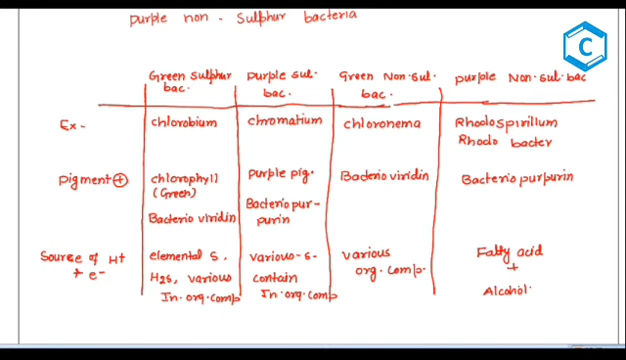 purple non - Sulphur bacteria
C
Green Sulphur bac. Purple sul- bac. Green Non-Sul. bac. purple Non-sul-bac
Ex- chlorobium chromatium chloronema Rhodospirillum
Rhodo bacter
pigment + chlorophyll (Green) purple pig. Bacterio viridin Bacterio purpurin
Bacterio viridin Bacterio pur- purin
Source of H+ + e- elemental s, various-s- various org.comp. Fatty acid
H2S, various contain + 
In.org.comp In.org.comp Alcohol.